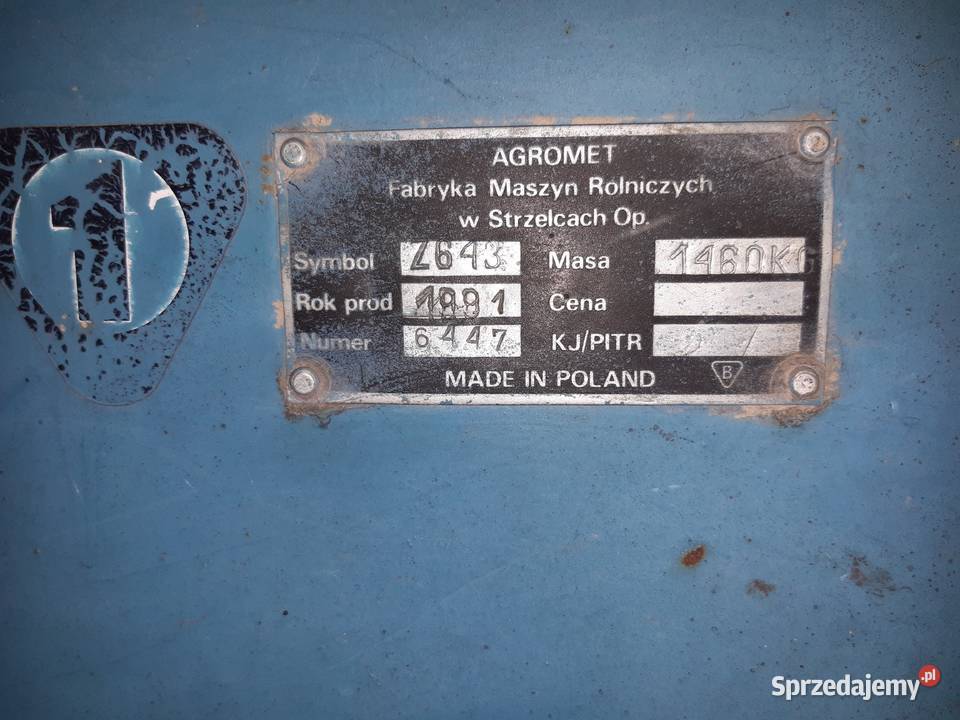 1
AGROMET
Fabryka Maszyn Rolniczych
w Strzelcach Op.
Symbol Z643 Masa 1460KG
Rok prod 1991 Cena
Numer 6447 KJ/PITR
MADE IN POLAND B
Sprzedajemy.pl